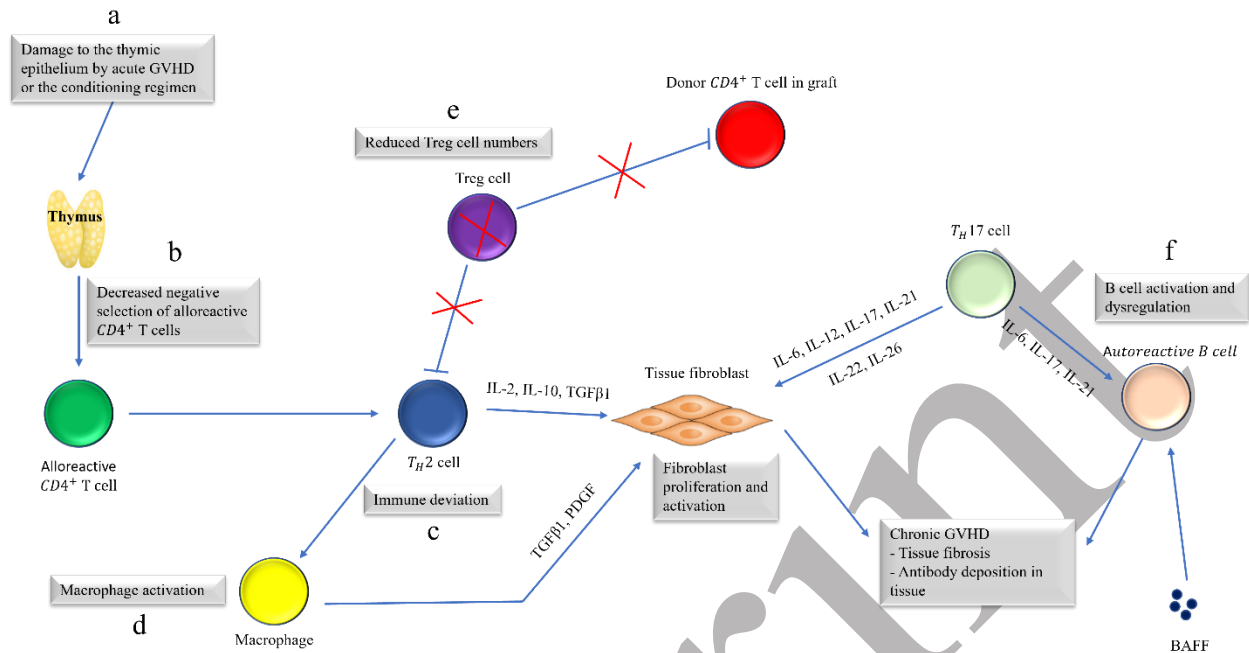 a
Damage to the thymic
epithelium by acute GVHD
or the conditioning regimen
Thymus
b
Decreased negative
selection of alloreactive
CD4⁺ T cells
Alloreactive
CD4⁺ T cell
e
Reduced Treg cell numbers
Treg cell
Donor CD4⁺ T cell in graft
T_H2 cell
Immune deviation
c
IL-2, IL-10, TGFβ1
Macrophage activation
d
Macrophage
TGFβ1, PDGF
Tissue fibroblast
Fibroblast
proliferation and
activation
T_H17 cell
IL-6, IL-12, IL-17, IL-21
IL-22, IL-26
IL-6, IL-17, IL-21
f
B cell activation and
dysregulation
Autoreactive B cell
Chronic GVHD
- Tissue fibrosis
- Antibody deposition in
tissue
BAFF